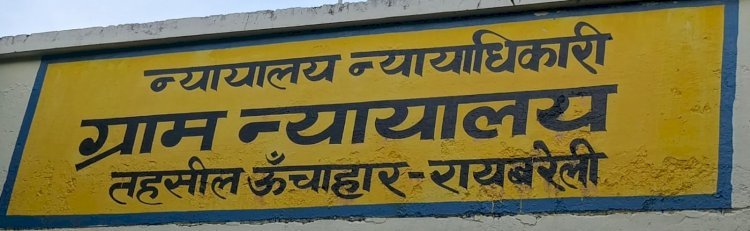 न्यायालय न्यायाधिकारी
ग्राम न्यायालय
तहसील ऊँचाहार-रायबरेली